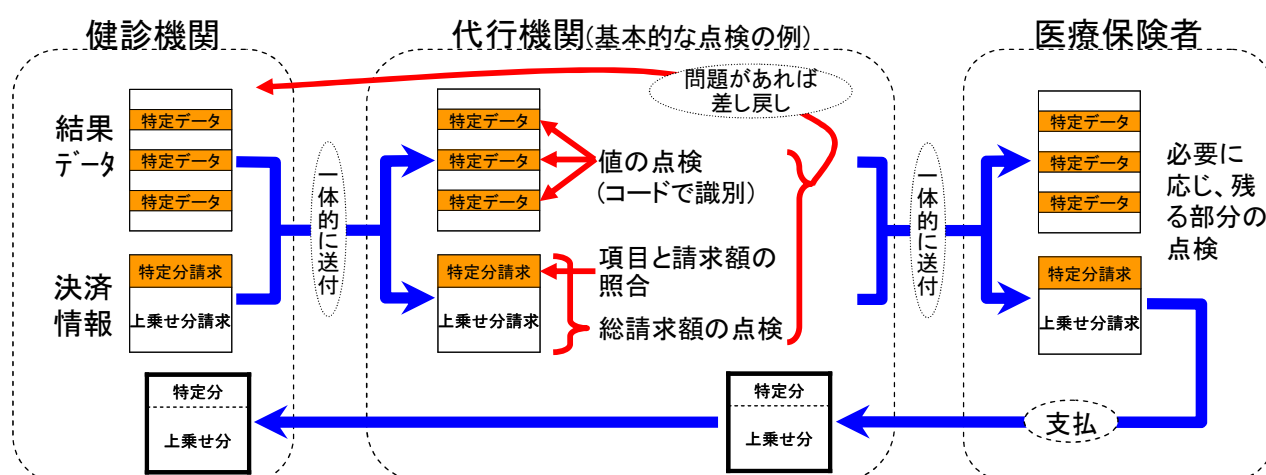 健診機関
結果
データ
特定データ
特定データ
特定データ
決済
情報
特定分請求
上乗せ分請求
特定分
上乗せ分
一体的に送付
代行機関(基本的な点検の例)
問題があれば
差し戻し
特定データ
特定データ
特定データ
値の点検
(コードで識別)
特定分請求
上乗せ分請求
項目と請求額の
照合
総請求額の点検
特定分
上乗せ分
一体的に送付
医療保険者
特定データ
特定データ
特定データ
必要に
応じ、残
る部分の
点検
特定分請求
上乗せ分請求
支払